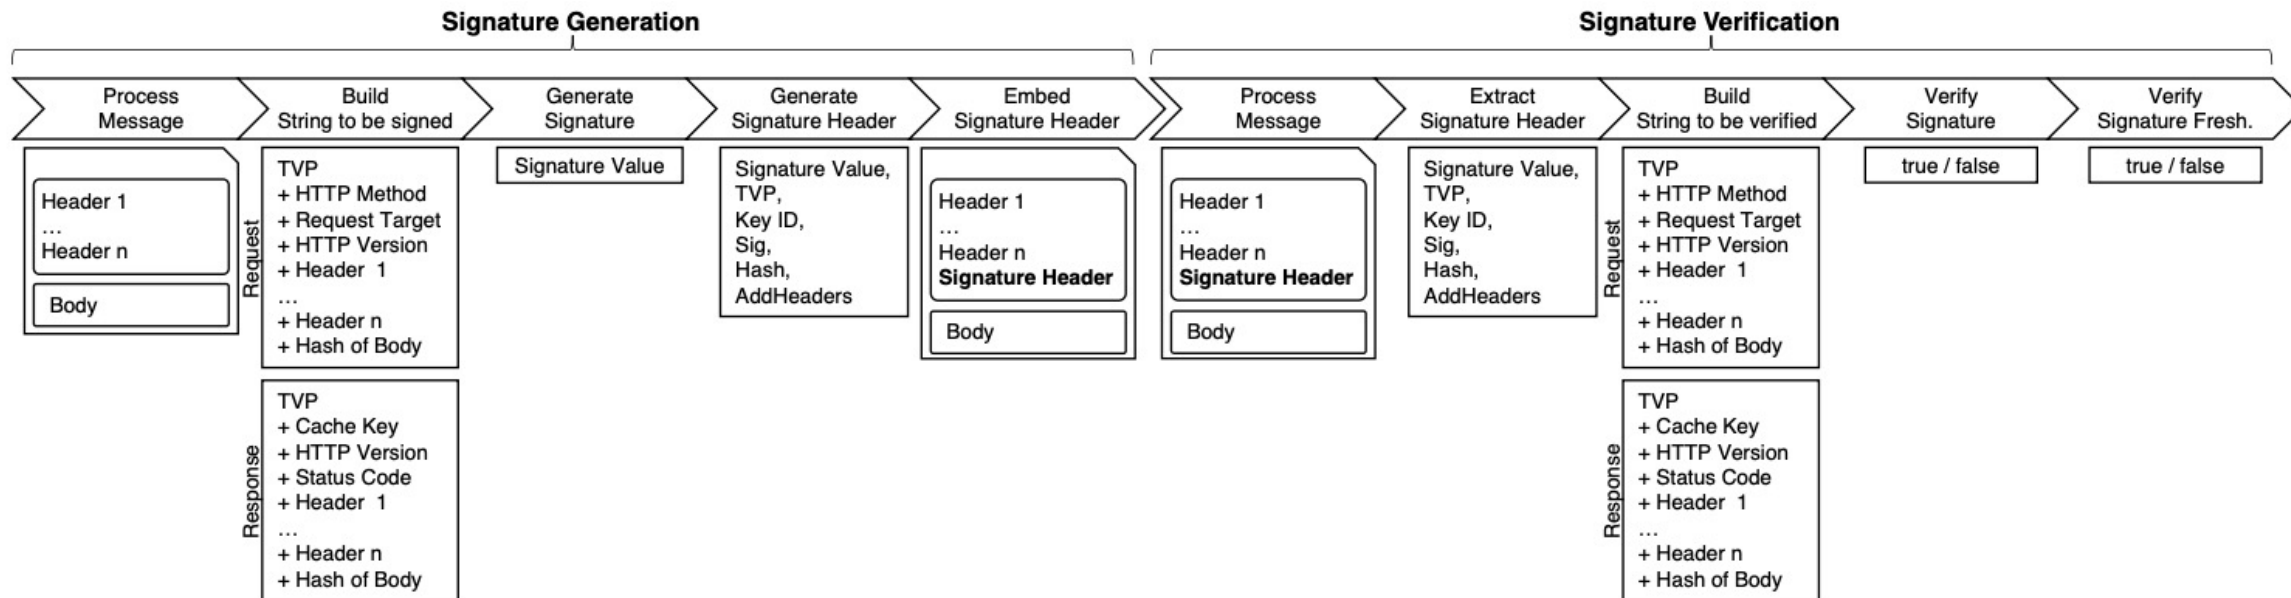 Signature Generation
Signature Verification
Process
Message
Build
String to be signed
Generate
Signature
Generate
Signature Header
Embed
Signature Header
Process
Message
Extract
Signature Header
Build
String to be verified
Verify
Signature
Verify
Signature Fresh.
Header 1
...
Header n
Body
Request
TVP
+ HTTP Method
+ Request Target
+ HTTP Version
+ Header 1
...
+ Header n
+ Hash of Body
Response
TVP
+ Cache Key
+ HTTP Version
+ Status Code
+ Header 1
...
+ Header n
+ Hash of Body
Signature Value
Signature Value,
TVP,
Key ID,
Sig,
Hash,
AddHeaders
Header 1
...
Header n
Signature Header
Body
Header 1
...
Header n
Signature Header
Body
Signature Value,
TVP,
Key ID,
Sig,
Hash,
AddHeaders
Request
TVP
+ HTTP Method
+ Request Target
+ HTTP Version
+ Header 1
...
+ Header n
+ Hash of Body
Response
TVP
+ Cache Key
+ HTTP Version
+ Status Code
+ Header 1
...
+ Header n
+ Hash of Body
true / false
true / false